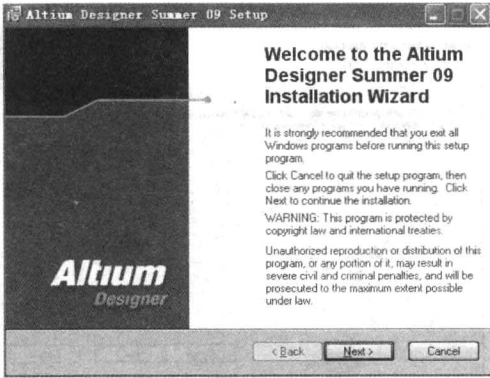 Altium Designer Summer 09 Setup
Welcome to the Altium
Designer Summer 09
Installation Wizard
It is strongly recommended that you exit all
Windows programs before running this setup
program.
Click Cancel to quit the setup program, then
close any programs you have running. Click
Next to continue the installation.
WARNING: This program is protected by
copyright law and international treaties.
Unauthorized reproduction or distribution of this
program, or any portion of it, may result in
severe civil and criminal penalties, and will be
prosecuted to the maximum extent possible
under law.
Altium
Designer
< Back
Next >
Cancel